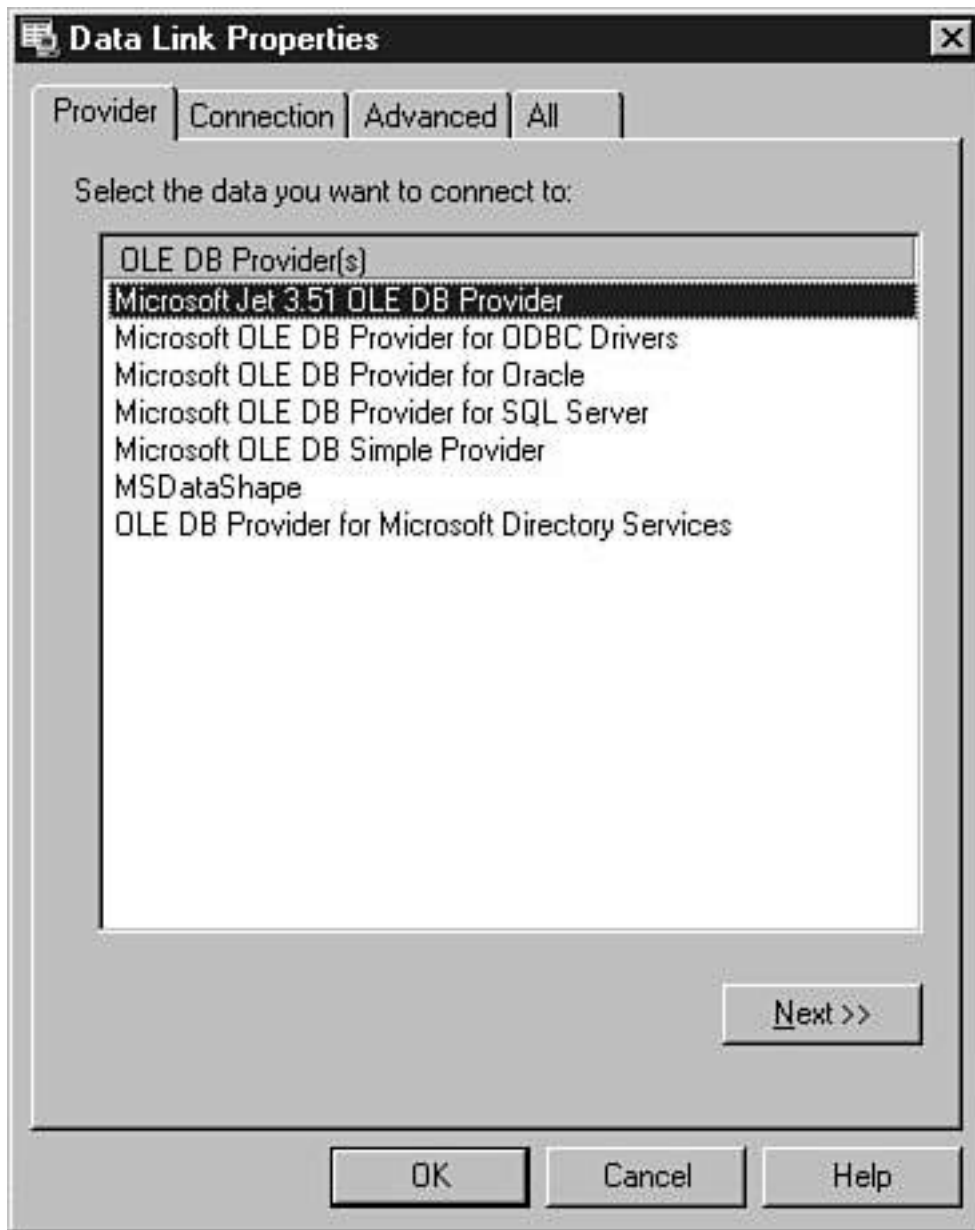 Data Link Properties
Provider Connection Advanced All
Select the data you want to connect to:
OLE DB Provider(s)
Microsoft Jet 3.51 OLE DB Provider
Microsoft OLE DB Provider for ODBC Drivers
Microsoft OLE DB Provider for Oracle
Microsoft OLE DB Provider for SQL Server
Microsoft OLE DB Simple Provider
MSDataShape
OLE DB Provider for Microsoft Directory Services
Next >>
OK Cancel Help